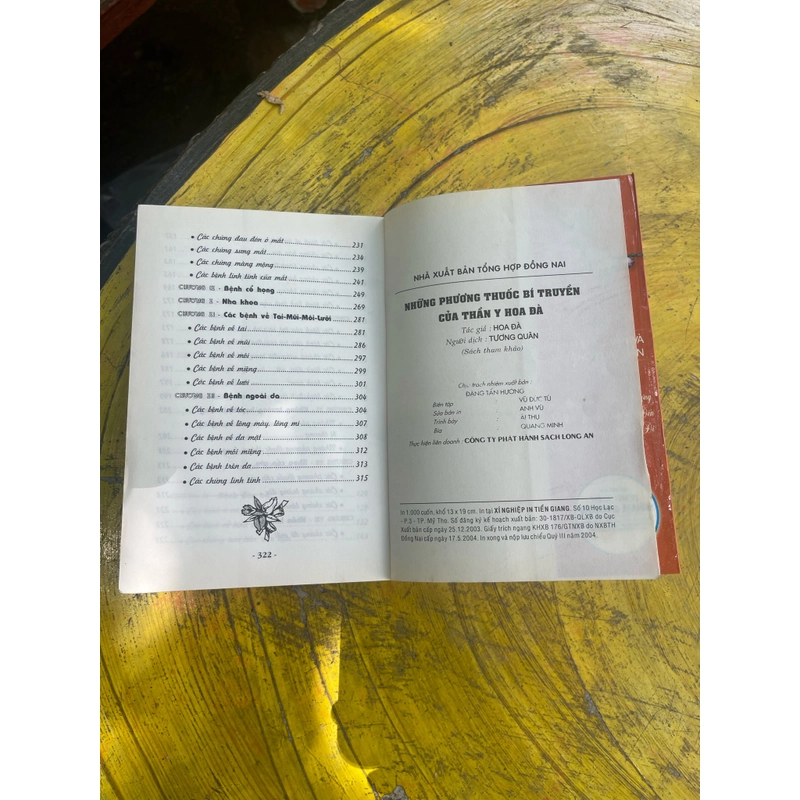 • Các chứng đau đớn ở mắt 231
• Các chứng sưng mắt 234
• Các chứng màng mộng 239
• Các bệnh linh tinh của mắt 241
CHƯƠNG IX - Bệnh cổ họng 249
CHƯƠNG X - Nha khoa 269
CHƯƠNG XI - Các bệnh về Tai-Mũi-Môi-Lưỡi 281
• Các bệnh về tai 281
• Các bệnh về mũi 286
• Các bệnh về môi 297
• Các bệnh về miệng 299
• Các bệnh về lưỡi 301
CHƯƠNG XII - Bệnh ngoài da 304
• Các bệnh về tóc 304
• Các bệnh về lông mày, lông mi 307
• Các bệnh về da mặt 308
• Các bệnh môi miệng 312
• Các bệnh trên da 313
• Các chứng linh tinh 315
- 322 -
NHÀ XUẤT BẢN TỔNG HỢP ĐỒNG NAI
NHỮNG PHƯƠNG THUỐC BÍ TRUYỀN
CỦA THẦN Y HOA ĐÀ
Tác giả : HOA ĐÀ
Người dịch : TƯỜNG QUÂN
(Sách tham khảo)
Chịu trách nhiệm xuất bản :
ĐẶNG TẤN HƯỚNG
Biên tập : VŨ ĐỨC TÚ
Sửa bản in : ANH VŨ
Trình bày : ÁI THU
Bìa : QUANG MINH
Thực hiện liên doanh : CÔNG TY PHÁT HÀNH SÁCH LONG AN
In 1.000 cuốn, khổ 13 x 19 cm. In tại XÍ NGHIỆP IN TIỀN GIANG. Số 10 Học Lạc
- P.3 - TP. Mỹ Tho. Số đăng ký kế hoạch xuất bản: 30-1817/XB-QLXB do Cục
Xuất bản cấp ngày 25.12.2003. Giấy trích ngang KHXB 176/GTNXB do NXBTH
Đồng Nai cấp ngày 17.5.2004. In xong và nộp lưu chiểu Quý III năm 2004.